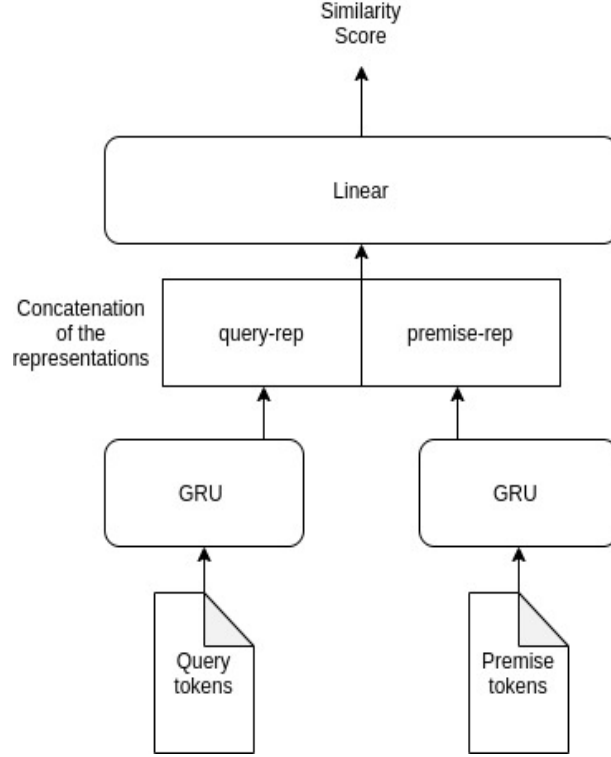 Similarity
Score
Linear
Concatenation
of the
representations
query-rep
premise-rep
GRU
GRU
Query
tokens
Premise
tokens